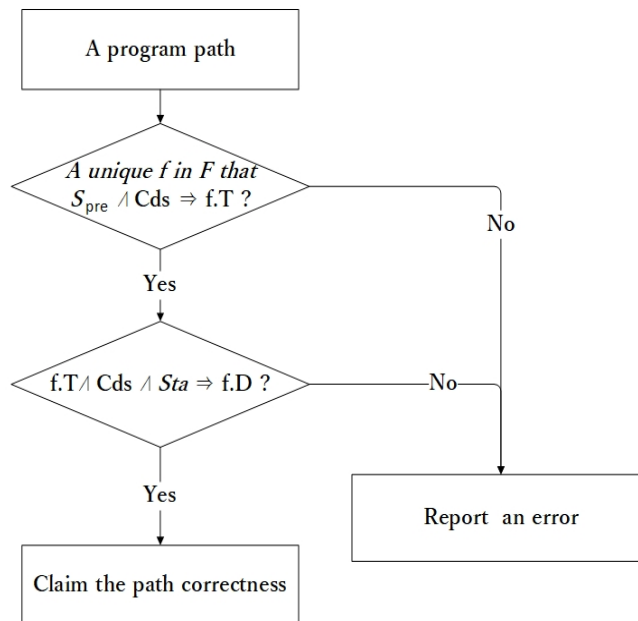 A program path
A unique f in F that
Spre ∧ Cds ⇒ f.T ?
No
Yes
f.T ∧ Cds ∧ Sta ⇒ f.D ?
No
Yes
Report an error
Claim the path correctness